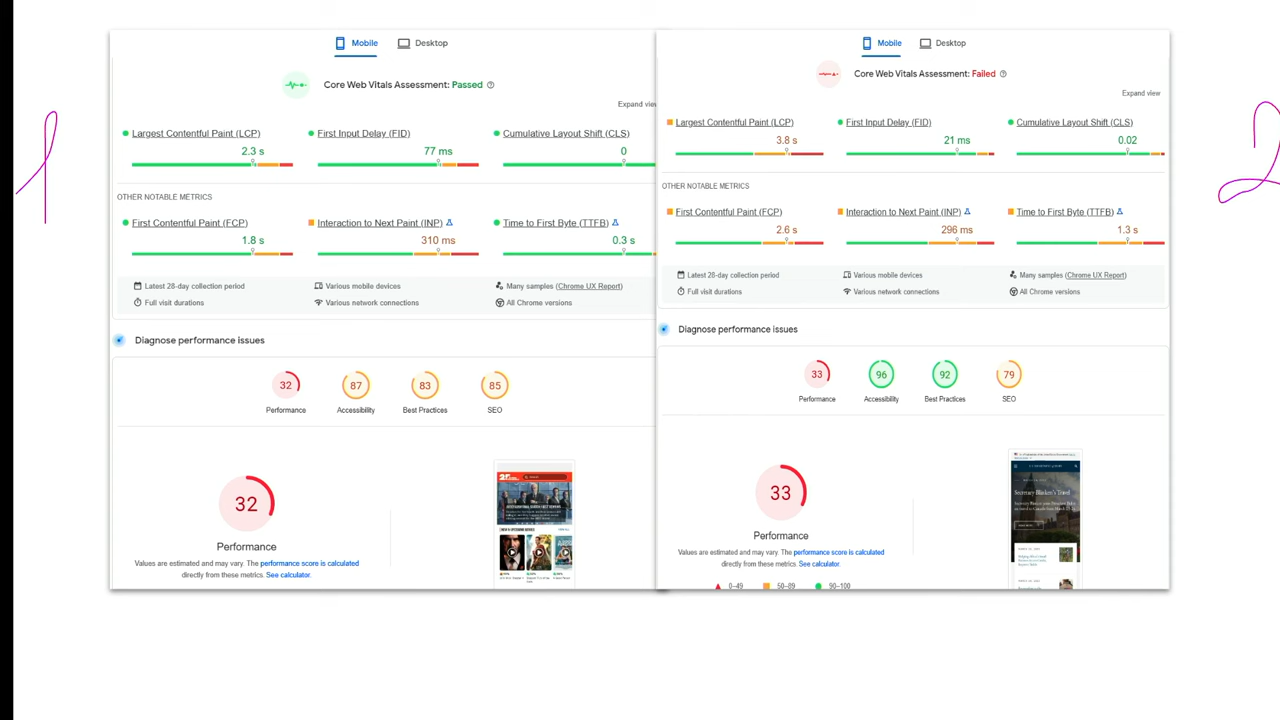 1
Mobile
Desktop
Core Web Vitals Assessment: Passed
Expand view
Largest Contentful Paint (LCP)
2.3 s
First Input Delay (FID)
77 ms
Cumulative Layout Shift (CLS)
0
OTHER NOTABLE METRICS
First Contentful Paint (FCP)
1.8 s
Interaction to Next Paint (INP)
310 ms
Time to First Byte (TTFB)
0.3 s
Latest 28-day collection period
Various mobile devices
Many samples (Chrome UX Report)
Full visit durations
Various network connections
All Chrome versions
Diagnose performance issues
32
87
83
85
Performance
Accessibility
Best Practices
SEO
32
Performance
Values are estimated and may vary. The performance score is calculated
directly from these metrics. See calculator.
2
Mobile
Desktop
Core Web Vitals Assessment: Failed
Expand view
Largest Contentful Paint (LCP)
3.8 s
First Input Delay (FID)
21 ms
Cumulative Layout Shift (CLS)
0.02
OTHER NOTABLE METRICS
First Contentful Paint (FCP)
2.6 s
Interaction to Next Paint (INP)
296 ms
Time to First Byte (TTFB)
1.3 s
Latest 28-day collection period
Various mobile devices
Many samples (Chrome UX Report)
Full visit durations
Various network connections
All Chrome versions
Diagnose performance issues
33
96
92
79
Performance
Accessibility
Best Practices
SEO
33
Performance
Values are estimated and may vary. The performance score is calculated
directly from these metrics. See calculator.
0–49
50–89
90–100
Secretary Blinken's Travel